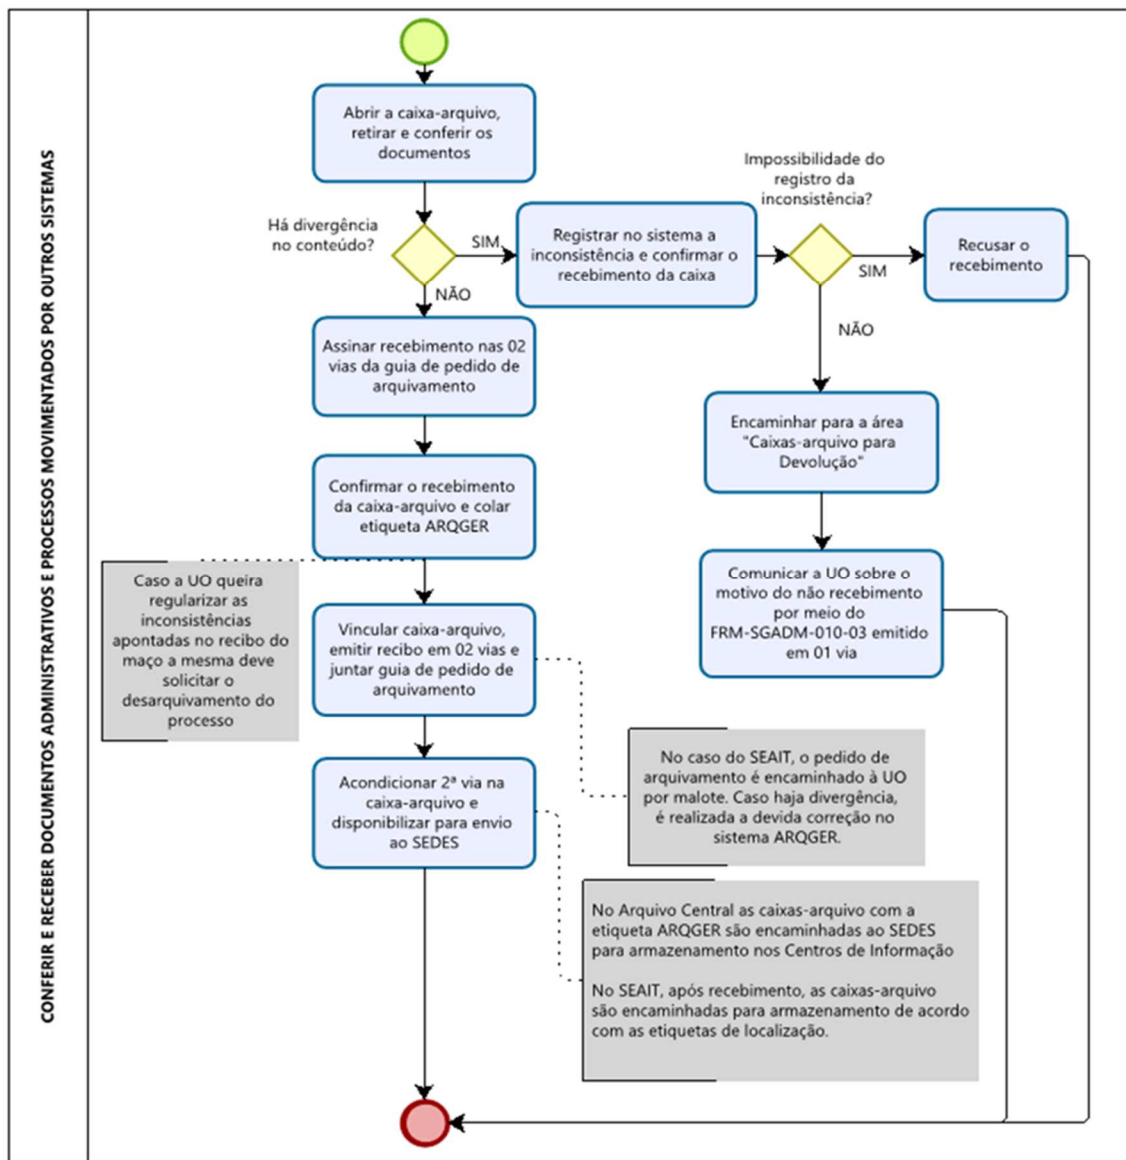 CONFERIR E RECEBER DOCUMENTOS ADMINISTRATIVOS E PROCESSOS MOVIMENTADOS POR OUTROS SISTEMAS
Abrir a caixa-arquivo,
retirar e conferir os
documentos
Há divergência
no conteúdo?
SIM
NÃO
Registrar no sistema a
inconsistência e confirmar o
recebimento da caixa
Impossibilidade do
registro da
inconsistência?
SIM
NÃO
Recusar o
recebimento
Assinar recebimento nas 02
vias da guia de pedido de
arquivamento
Encaminhar para a área
"Caixas-arquivo para
Devolução"
Confirmar o recebimento
da caixa-arquivo e colar
etiqueta ARQGER
Comunicar a UO sobre o
motivo do não recebimento
por meio do
FRM-SGADM-010-03 emitido
em 01 via
Caso a UO queira
regularizar as
inconsistências
apontadas no recibo do
maço a mesma deve
solicitar o
desarquivamento do
processo
Vincular caixa-arquivo,
emitir recibo em 02 vias e
juntar guia de pedido de
arquivamento
No caso do SEAIT, o pedido de
arquivamento é encaminhado à UO
por malote. Caso haja divergência,
é realizada a devida correção no
sistema ARQGER.
Acondicionar 2ª via na
caixa-arquivo e
disponibilizar para envio
ao SEDES
No Arquivo Central as caixas-arquivo com a
etiqueta ARQGER são encaminhadas ao SEDES
para armazenamento nos Centros de Informação
No SEAIT, após recebimento, as caixas-arquivo
são encaminhadas para armazenamento de acordo
com as etiquetas de localização.